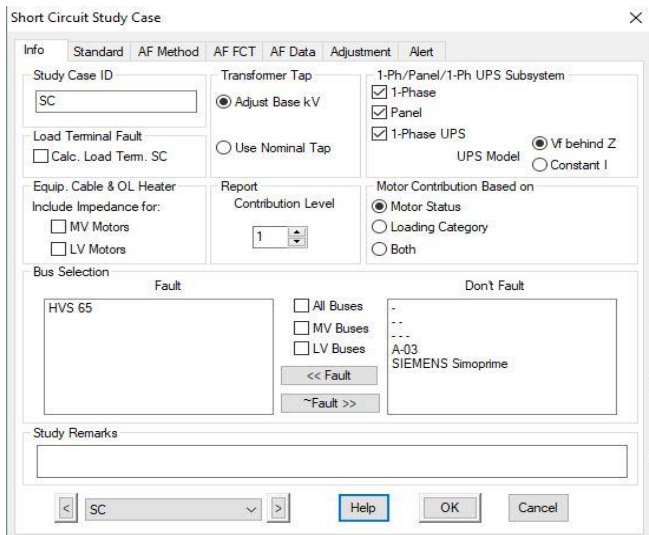 Short Circuit Study Case
Info Standard AF Method AF FCT AF Data Adjustment Alert
Study Case ID
SC
Transformer Tap
Adjust Base kV
Use Nominal Tap
1-Ph/Panel/1-Ph UPS Subsystem
1-Phase
Panel
1-Phase UPS
UPS Model
Vf behind Z
Constant I
Load Terminal Fault
Calc. Load Term. SC
Equip. Cable & OL Heater
Include Impedance for:
MV Motors
LV Motors
Report
Contribution Level
1
Motor Contribution Based on
Motor Status
Loading Category
Both
Bus Selection
Fault
HVS 65
All Buses
MV Buses
LV Buses
<< Fault
~Fault >>
Don't Fault
-
--
---
A-03
SIEMENS Simoprime
Study Remarks
< SC > Help OK Cancel